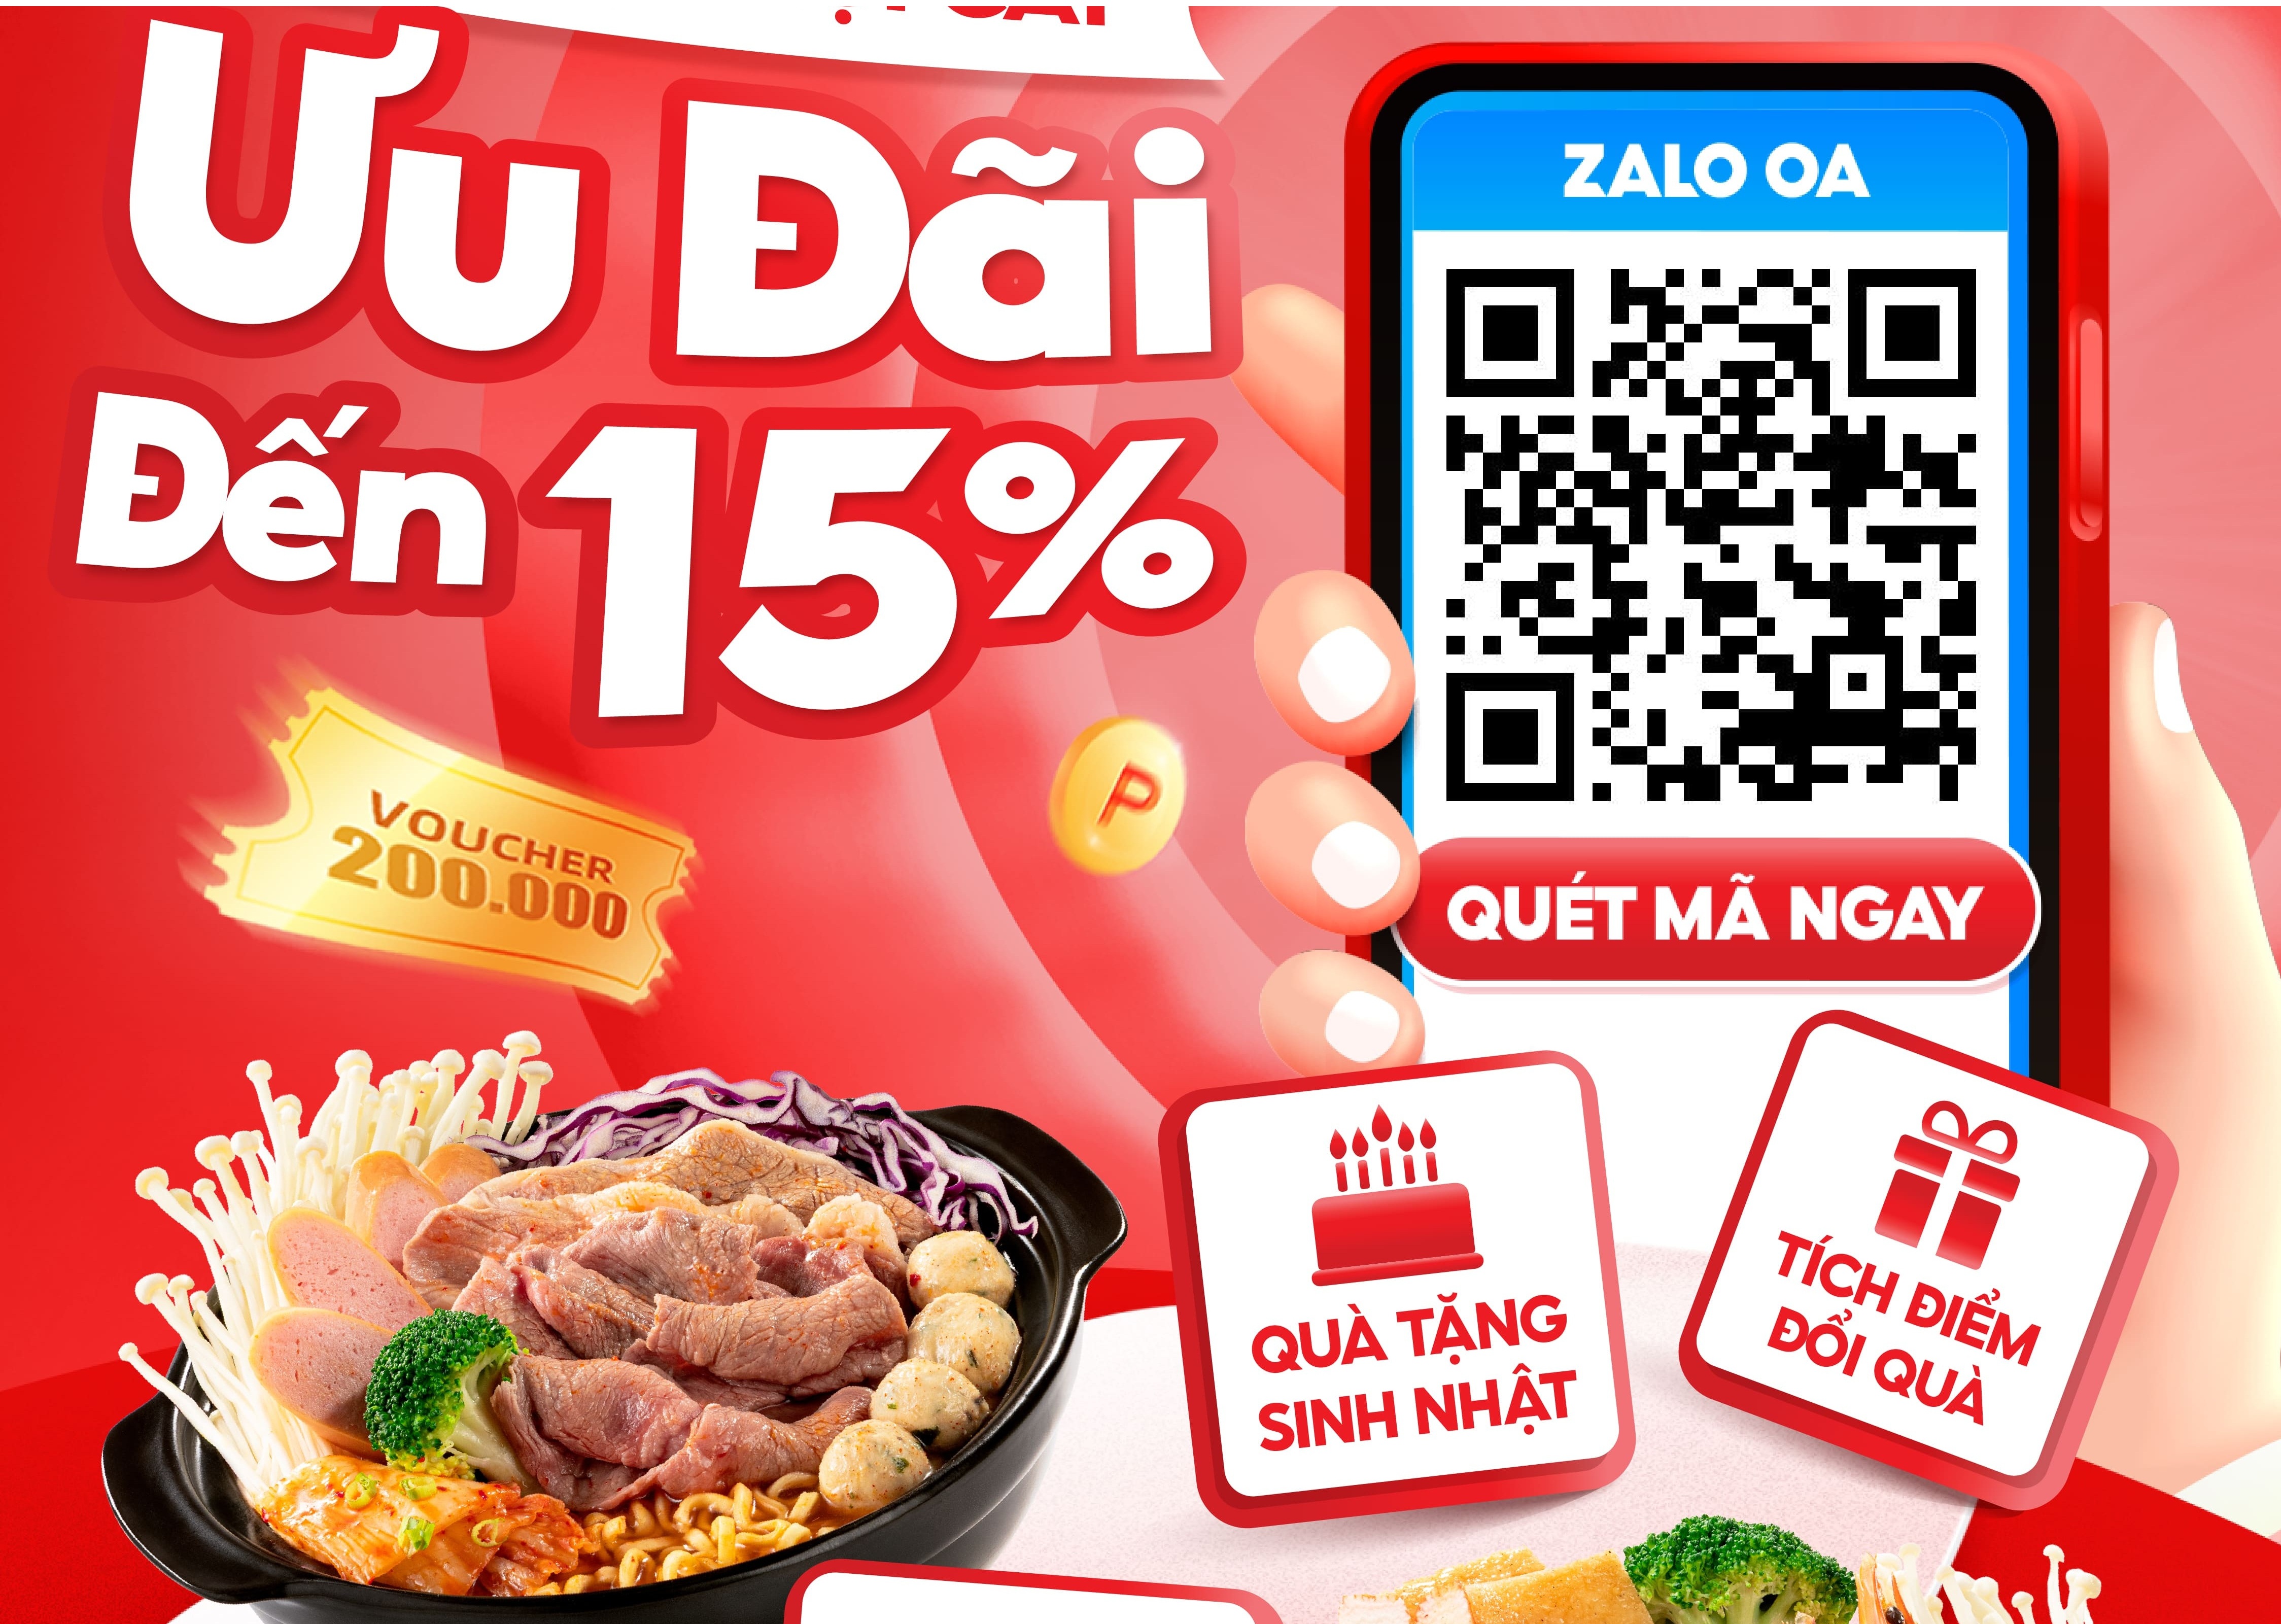 Ưu Đãi
Đến 15%
ZALO OA
QUÉT MÃ NGAY
VOUCHER
200.000
P
QUÀ TẶNG
SINH NHẬT
TÍCH ĐIỂM
ĐỔI QUÀ